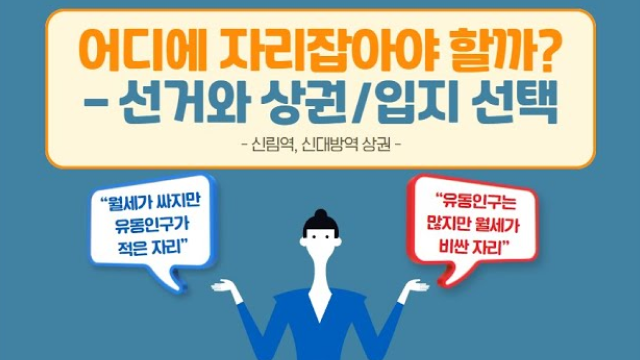 어디에 자리잡아야 할까?
- 선거와 상권/입지 선택
- 신림역, 신대방역 상권 -
“월세가 싸지만
유동인구가
적은 자리”
“유동인구는
많지만 월세가
비싼 자리”